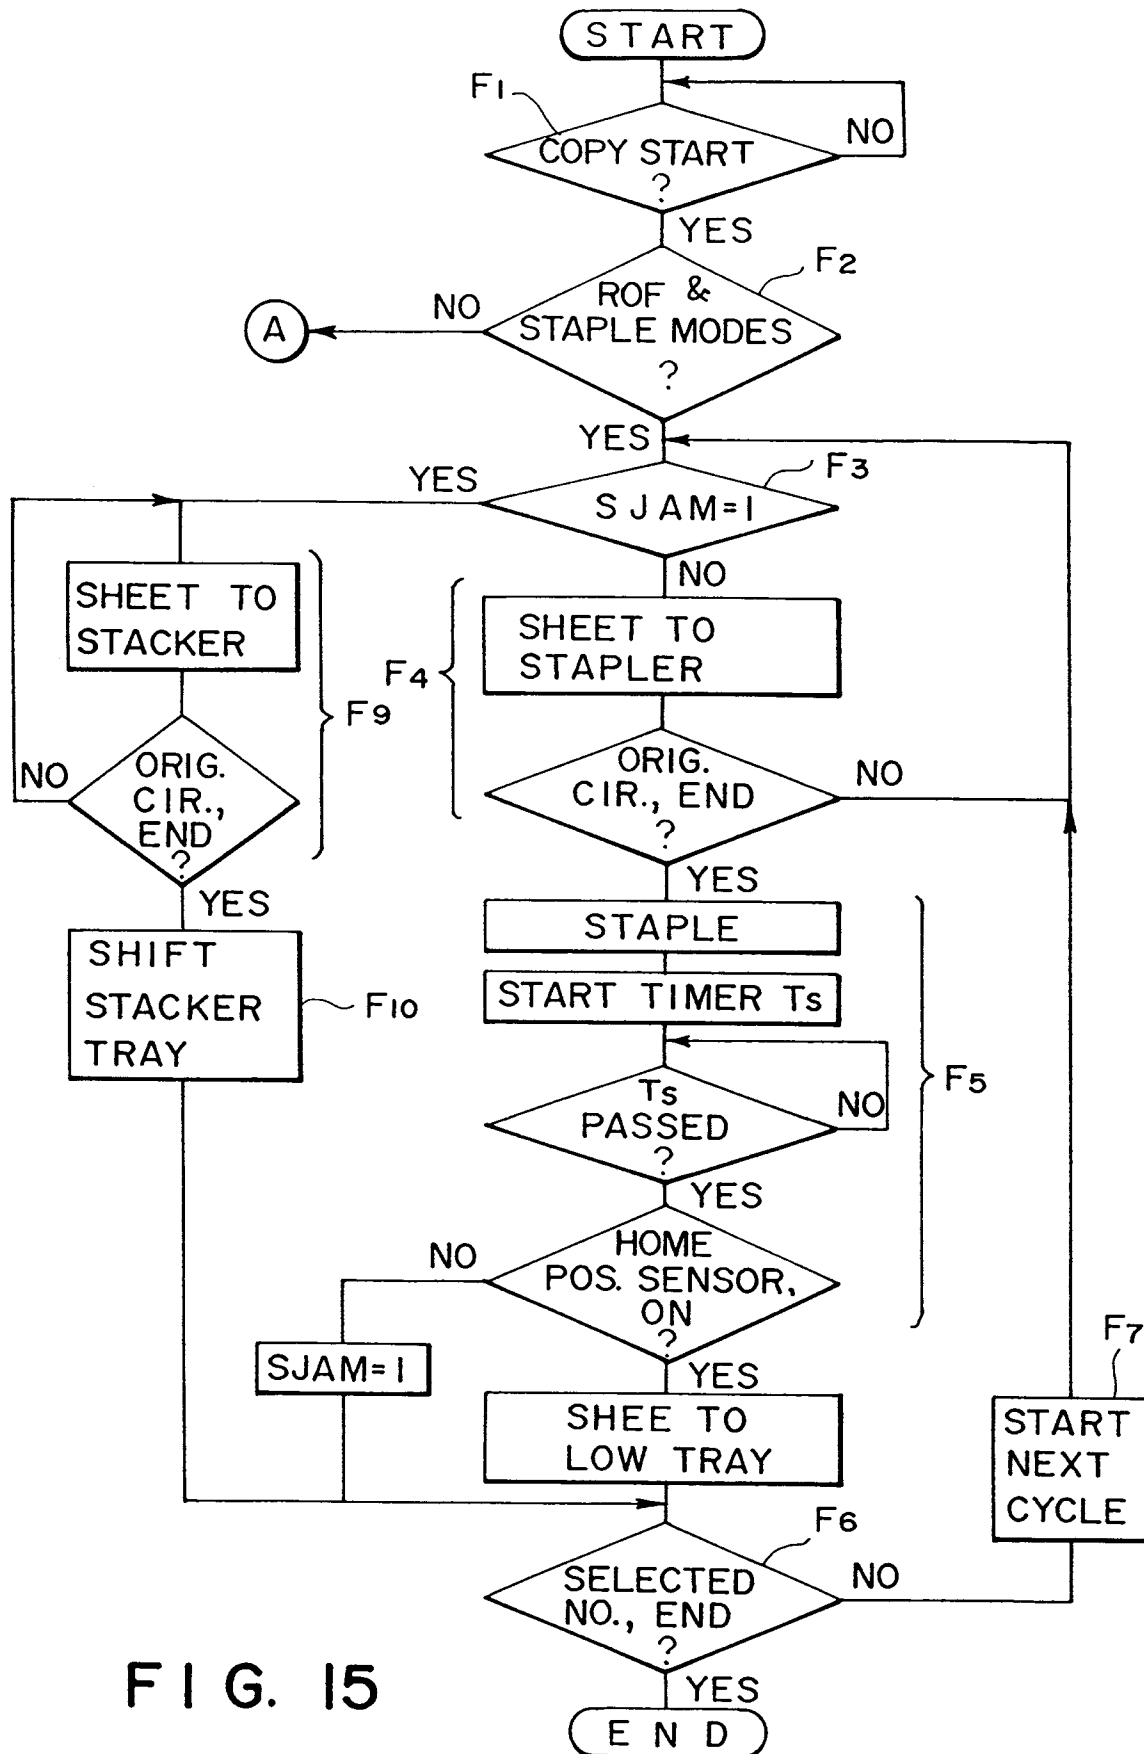 START
F1
COPY START
?
NO
YES
F2
ROF &
STAPLE MODES
?
NO
A
YES
F3
SJAM=1
YES
NO
SHEET TO
STACKER
F9
ORIG.
CIR.,
END
?
NO
YES
SHIFT
STACKER
TRAY
F10
F4
SHEET TO
STAPLER
ORIG.
CIR., END
?
NO
YES
STAPLE
START TIMER Ts
F5
Ts
PASSED
?
NO
YES
HOME
POS. SENSOR,
ON
?
NO
SJAM=1
YES
SHEE TO
LOW TRAY
F7
START
NEXT
CYCLE
F6
SELECTED
NO., END
?
NO
YES
END
FIG. 15